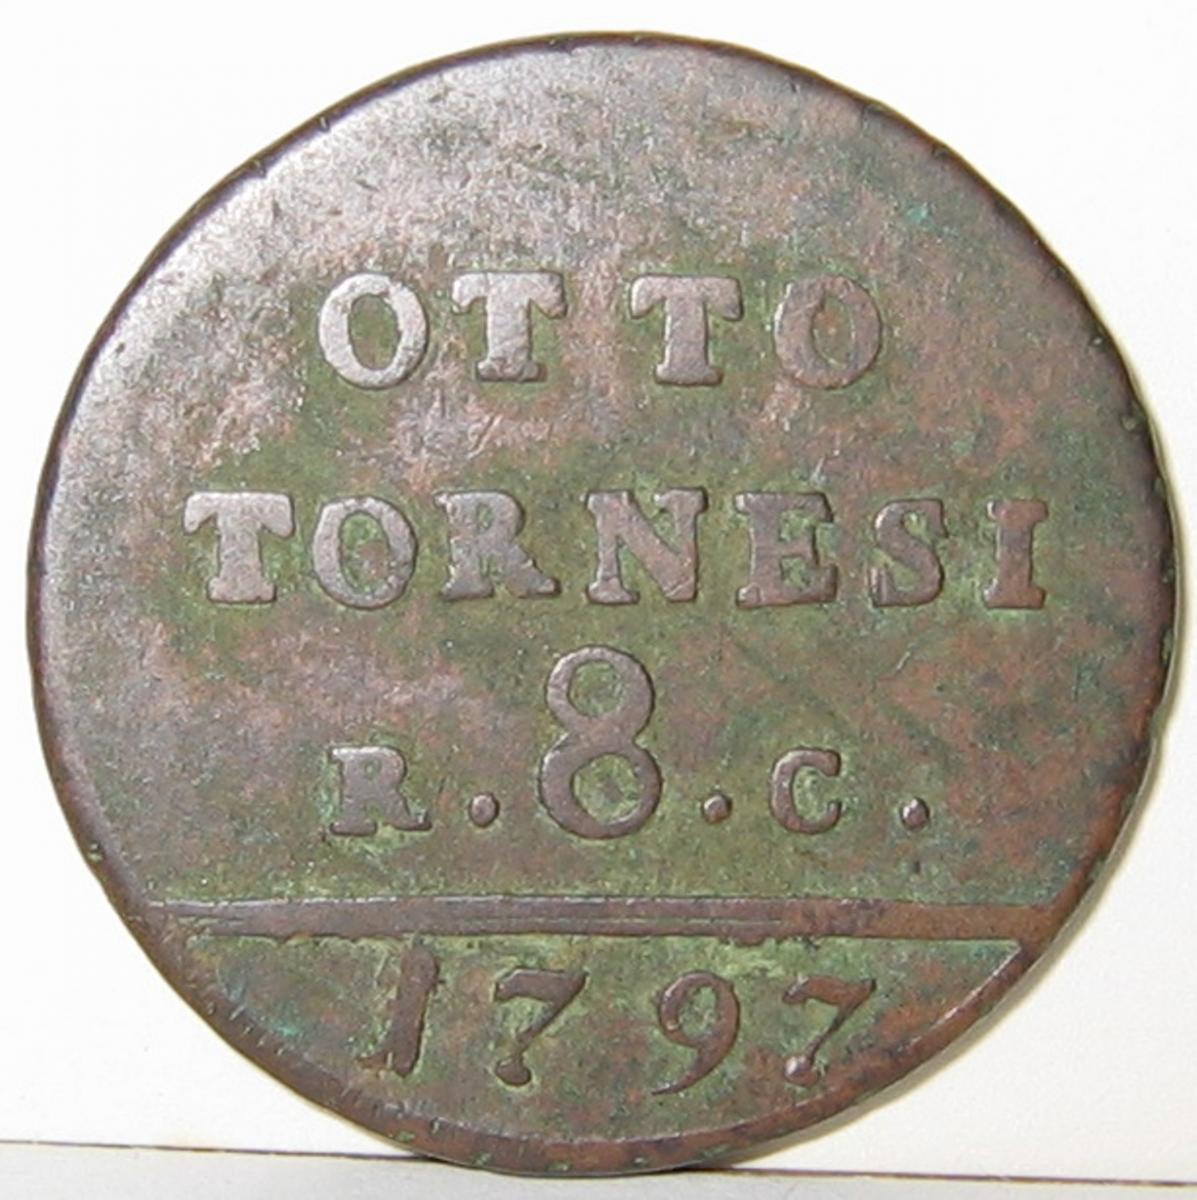 OTTO
TORNESI
R. 8. C.
1797